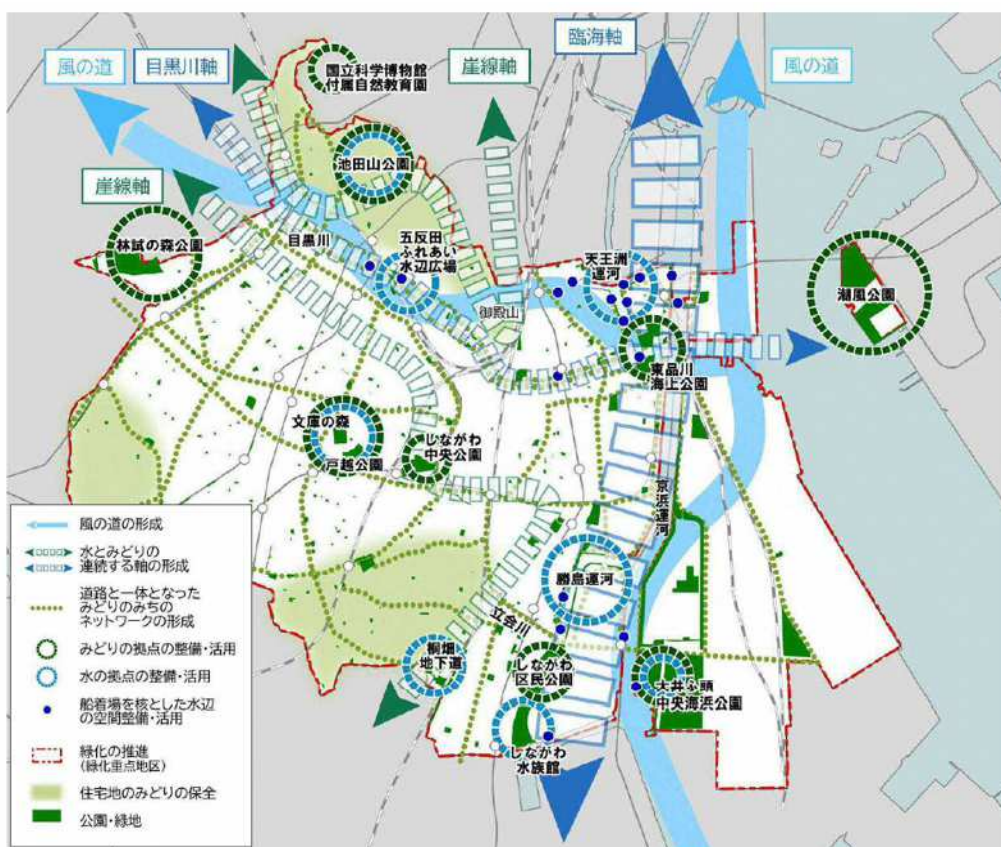 風の道
目黒川軸
国立科学博物館
付属自然教育園
崖線軸
臨海軸
風の道
池田山公園
崖線軸
林試の森公園
目黒川
五反田
ふれあい
水辺広場
天王洲
運河
潮風公園
御殿山
東品川
海上公園
文庫の森
戸越公園
しながわ
中央公園
京浜運河
勝島運河
立会川
桐畑
地下道
しながわ
区民公園
大井ふ頭
中央海浜公園
しながわ
水族館
風の道の形成
水とみどりの
連続する軸の形成
道路と一体となった
みどりのみちの
ネットワークの形成
みどりの拠点の整備・活用
水の拠点の整備・活用
船着場を核とした水辺
の空間整備・活用
緑化の推進
(緑化重点地区)
住宅地のみどりの保全
公園・緑地